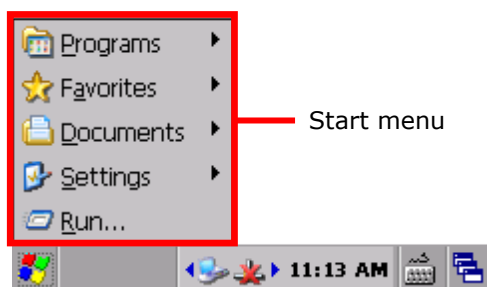 Programs
Favorites
Start menu
Documents
Settings
Run...
11:13 AM